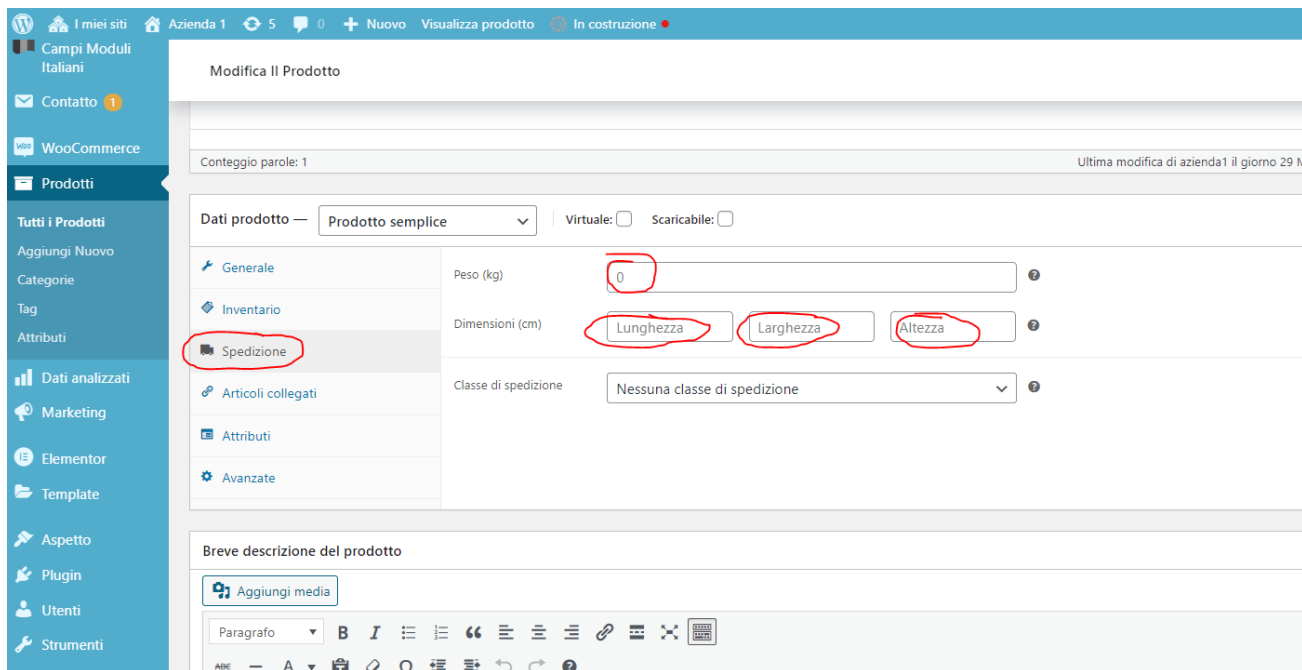 I miei siti Azienda 1 5 0 Nuovo Visualizza prodotto In costruzione
Campi Moduli
Italiani
Contatto 1
WooCommerce
Prodotti
Tutti i Prodotti
Aggiungi Nuovo
Categorie
Tag
Attributi
Dati analizzati
Marketing
Elementor
Template
Aspetto
Plugin
Utenti
Strumenti
Modifica Il Prodotto
Conteggio parole: 1
Ultima modifica di azienda1 il giorno 29
Dati prodotto — Prodotto semplice Virtuale: Scaricabile:
Generale
Inventario
Spedizione
Articoli collegati
Attributi
Avanzate
Peso (kg) 0
Dimensioni (cm) Lunghezza Larghezza Altezza
Classe di spedizione Nessuna classe di spedizione
Breve descrizione del prodotto
Aggiungi media
Paragrafo B I
ABC A Ω